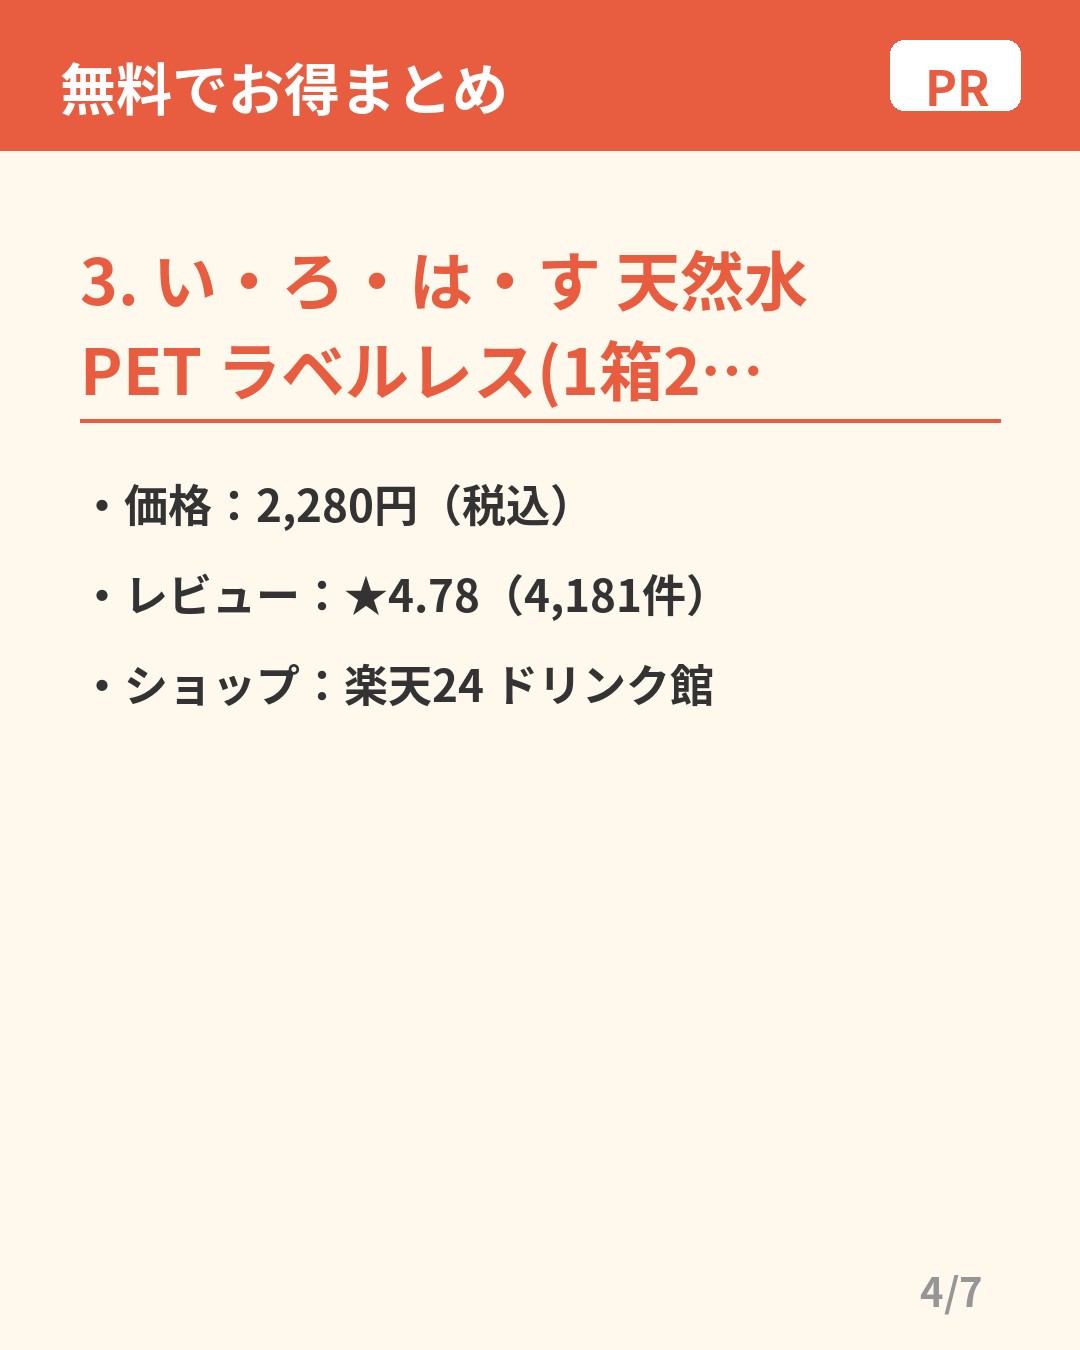 無料でお得まとめ
PR
3. い・ろ・は・す 天然水
PET ラベルレス(1箱2…
・価格：2,280円（税込）
・レビュー：★4.78（4,181件）
・ショップ：楽天24 ドリンク館
4/7